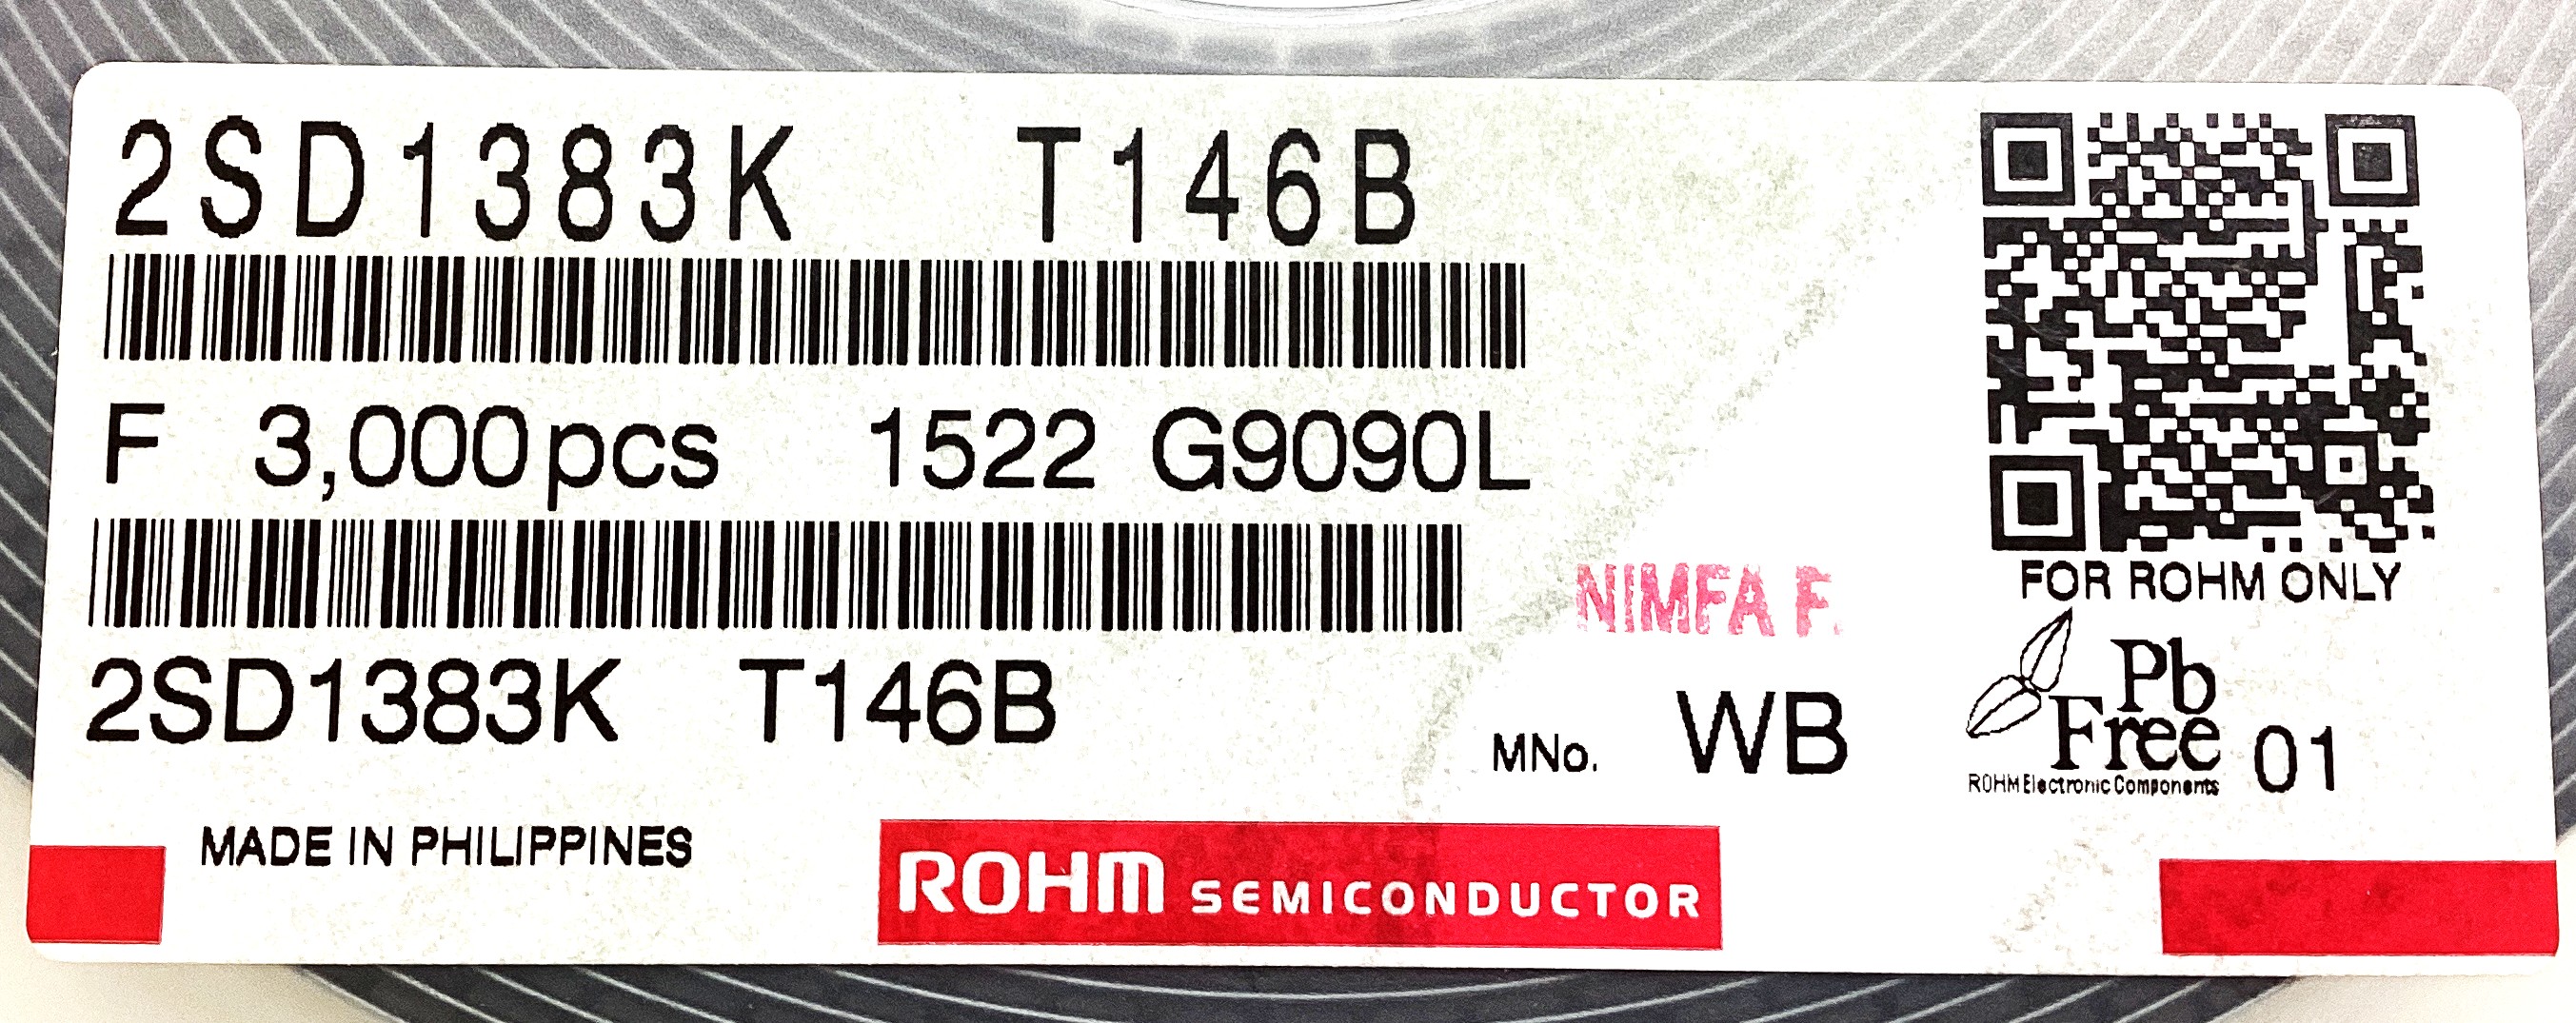 2SD1383K T146B
F 3,000pcs 1522 G9090L
FOR ROHM ONLY
NIMFA F.
2SD1383K T146B
MNo. WB
Pb
Free 01
ROHM Electronic Components
MADE IN PHILIPPINES
ROHM SEMICONDUCTOR